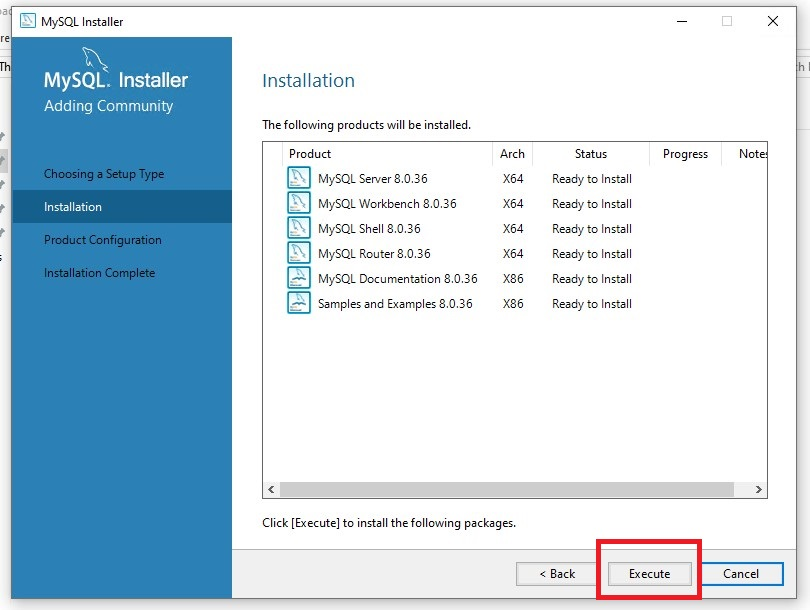 MySQL Installer
MySQL. Installer
Adding Community
Choosing a Setup Type
Installation
Product Configuration
Installation Complete
Installation
The following products will be installed.
Product Arch Status Progress Notes
MySQL Server 8.0.36 X64 Ready to Install
MySQL Workbench 8.0.36 X64 Ready to Install
MySQL Shell 8.0.36 X64 Ready to Install
MySQL Router 8.0.36 X64 Ready to Install
MySQL Documentation 8.0.36 X86 Ready to Install
Samples and Examples 8.0.36 X86 Ready to Install
Click [Execute] to install the following packages.
< Back Execute Cancel